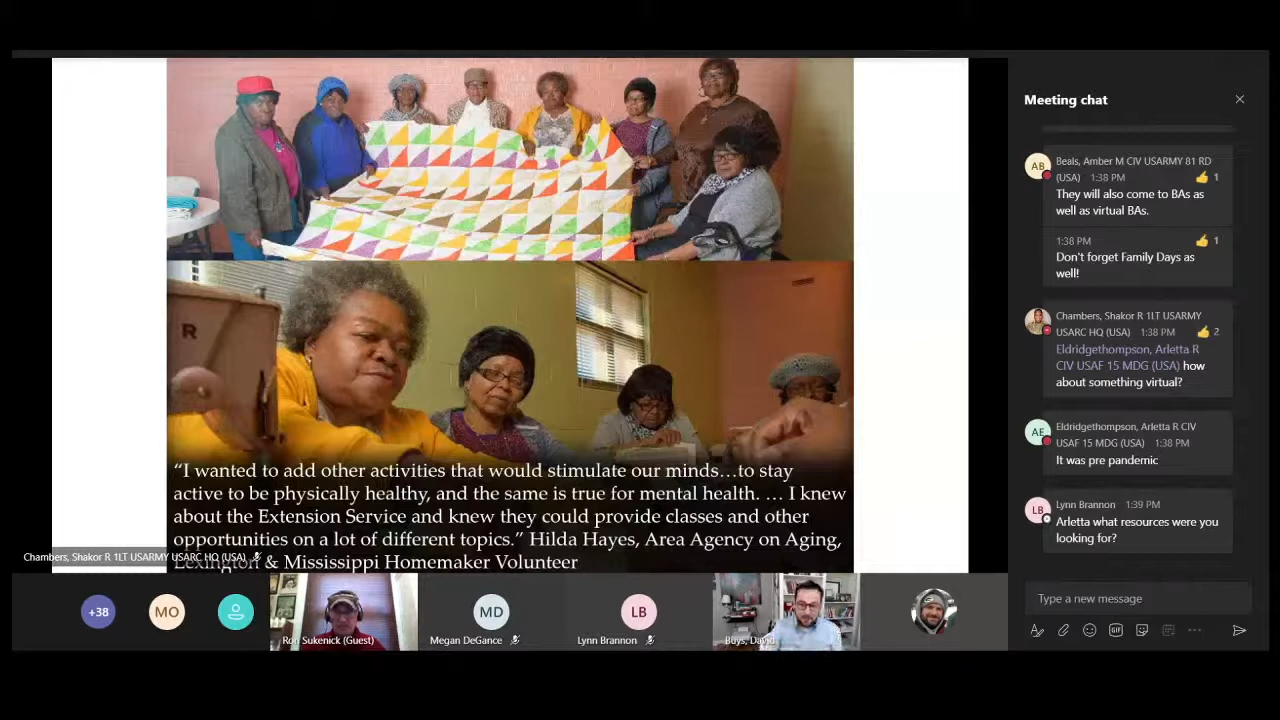 R
“I wanted to add other activities that would stimulate our minds…to stay
active to be physically healthy, and the same is true for mental health. … I knew
about the Extension Service and knew they could provide classes and other
opportunities on a lot of different topics.” Hilda Hayes, Area Agency on Aging,
Lexington & Mississippi Homemaker Volunteer
Chambers, Shakor R 1LT USARMY USARC HQ (USA)
+38
MO
Ron Sukenick (Guest)
MD
Megan DeGance
LB
Lynn Brannon
Buys, David
Meeting chat
AB
Beals, Amber M CIV USARMY 81 RD
(USA) 1:38 PM
1
They will also come to BAs as
well as virtual BAs.
1:38 PM
1
Don't forget Family Days as
well!
Chambers, Shakor R 1LT USARMY
USARC HQ (USA) 1:38 PM
2
Eldridgethompson, Arletta R
CIV USAF 15 MDG (USA) how
about something virtual?
AE
Eldridgethompson, Arletta R CIV
USAF 15 MDG (USA) 1:38 PM
It was pre pandemic
LB
Lynn Brannon 1:39 PM
Arletta what resources were you
looking for?
Type a new message
GIF